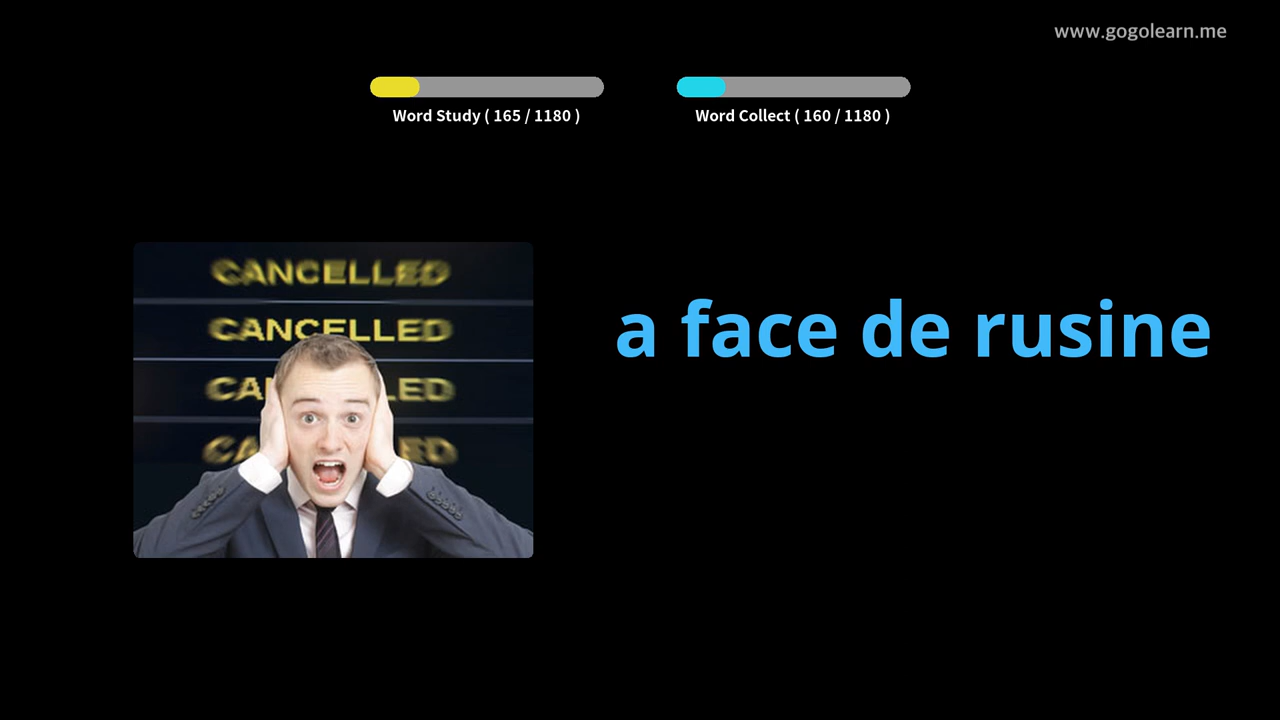 www.gogolearn.me
Word Study ( 165 / 1180 )
Word Collect ( 160 / 1180 )
CANCELLED
CANCELLED
a face de rusine